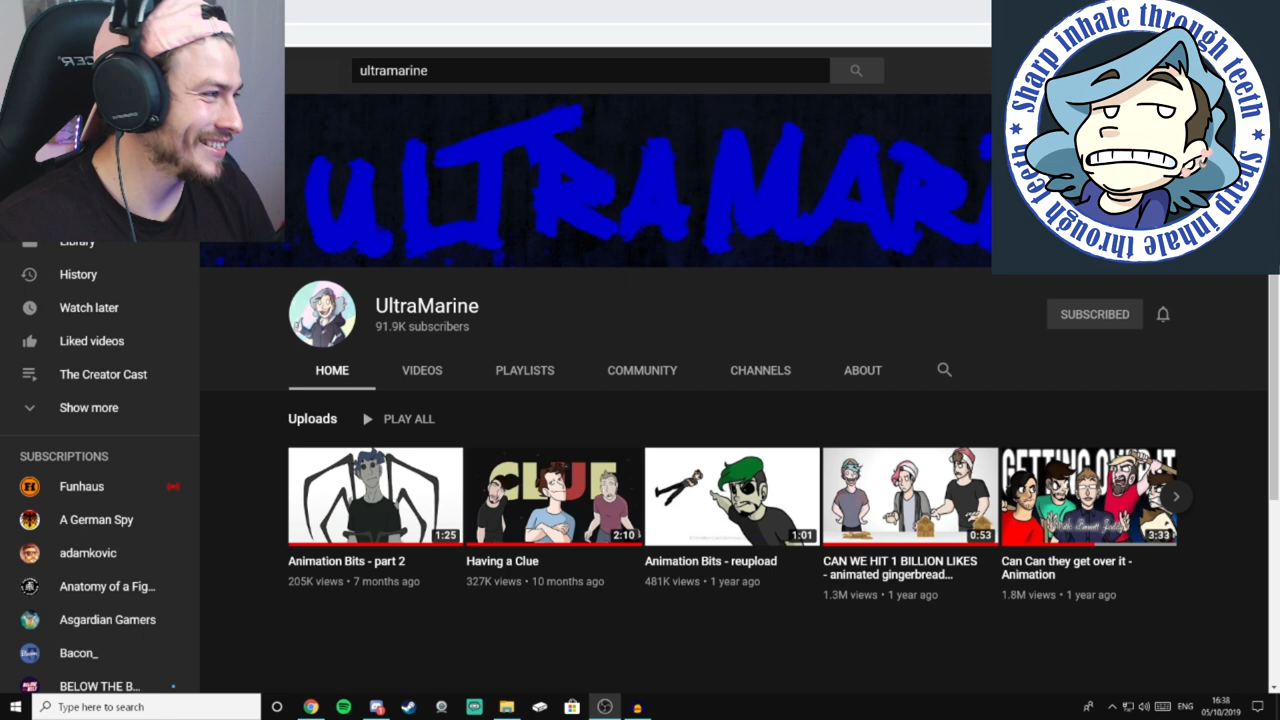 ultramarine
ULTRAMAR
Sharp inhale through teeth * Sharp inhale through teeth *
Library
History
Watch later
Liked videos
The Creator Cast
Show more
SUBSCRIPTIONS
Funhaus
A German Spy
adamkovic
Anatomy of a Fig...
Asgardian Gamers
Bacon_
BELOW THE B...
UltraMarine
91.9K subscribers
SUBSCRIBED
HOME VIDEOS PLAYLISTS COMMUNITY CHANNELS ABOUT
Uploads PLAY ALL
1:25
CLUE
2:10
1:01
0:53
GETTING OVER IT
3:33
Animation Bits - part 2
205K views • 7 months ago
Having a Clue
327K views • 10 months ago
Animation Bits - reupload
481K views • 1 year ago
CAN WE HIT 1 BILLION LIKES
- animated gingerbread...
1.3M views • 1 year ago
Can Can they get over it -
Animation
1.8M views • 1 year ago
Type here to search
ENG
16:38
05/10/2019